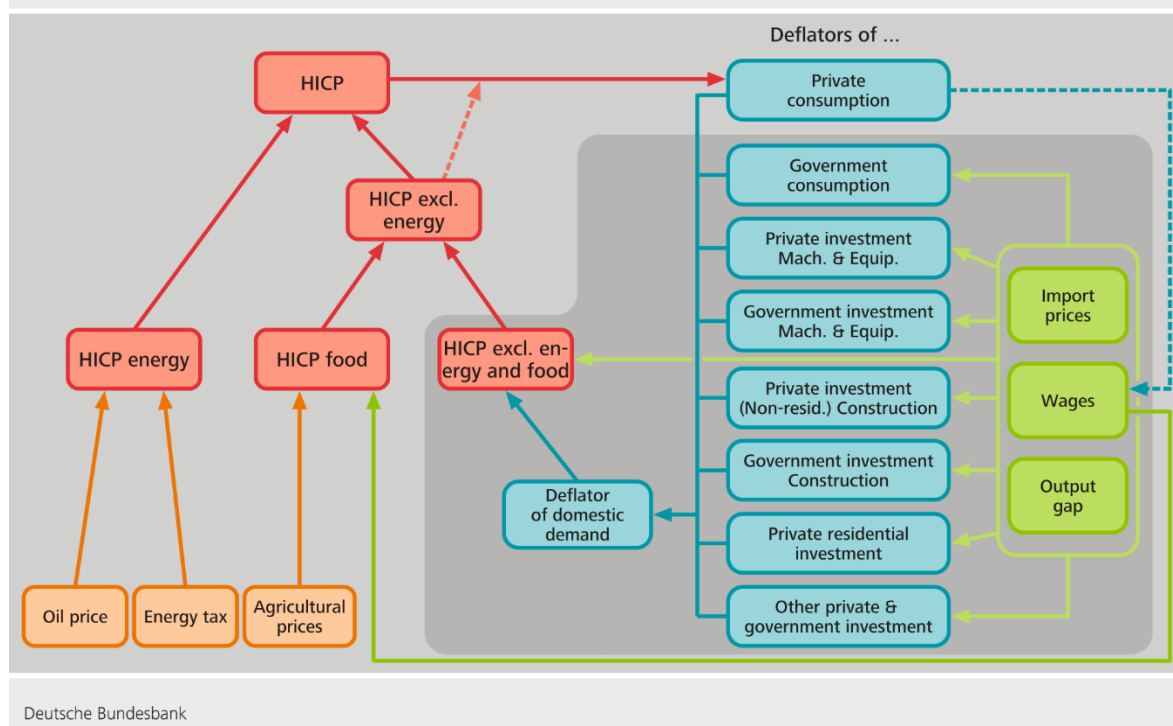 Deflators of ...
HICP
Private
consumption
Government
consumption
HICP excl.
energy
Private investment
Mach. & Equip.
Import
prices
Government investment
Mach. & Equip.
HICP energy
HICP food
HICP excl. en-
ergy and food
Private investment
(Non-resid.) Construction
Wages
Government investment
Construction
Output
gap
Deflator
of domestic
demand
Private residential
investment
Oil price
Energy tax
Agricultural
prices
Other private &
government investment
Deutsche Bundesbank